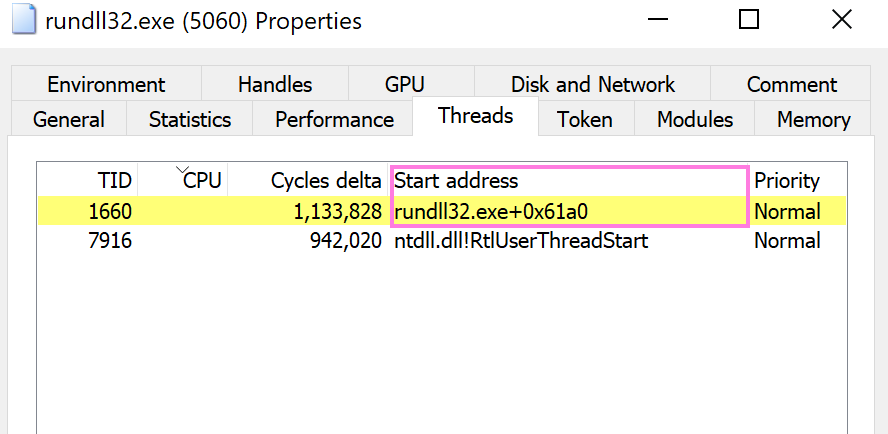 rundll32.exe (5060) Properties
Environment Handles GPU Disk and Network Comment
General Statistics Performance Threads Token Modules Memory
TID CPU Cycles delta Start address Priority
1660 1,133,828 rundll32.exe+0x61a0 Normal
7916 942,020 ntdll.dll!RtlUserThreadStart Normal